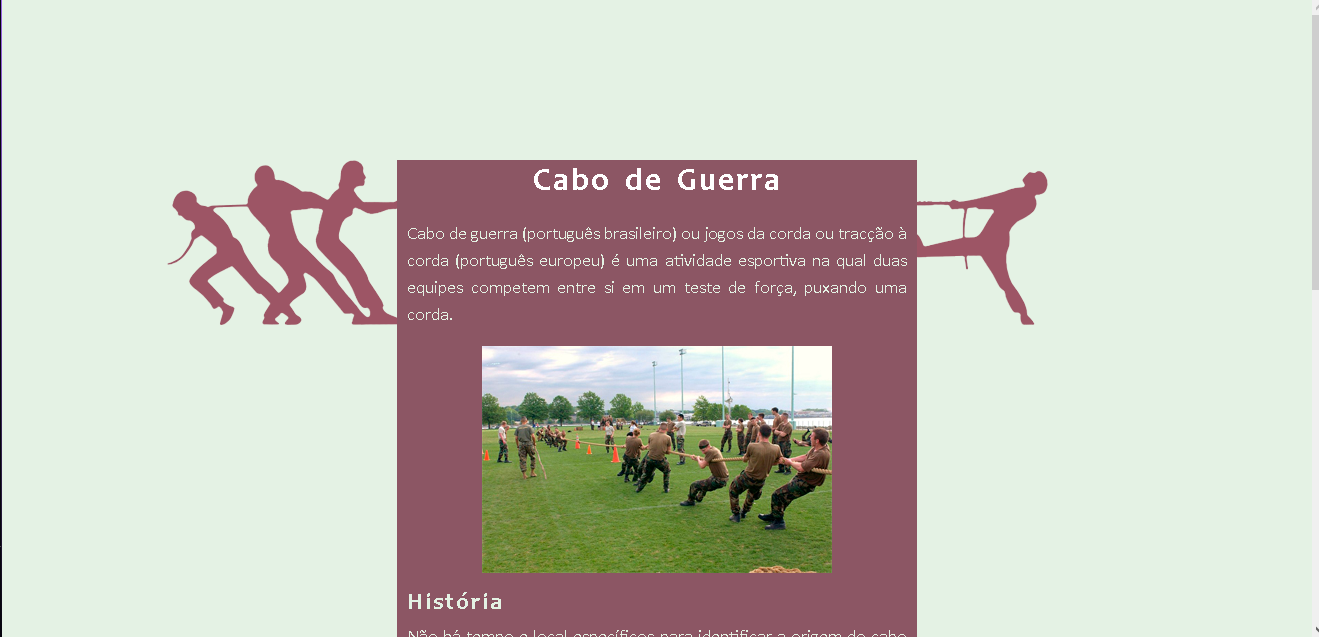 Cabo de Guerra
Cabo de guerra (português brasileiro) ou jogos da corda ou tracção à
corda (português europeu) é uma atividade esportiva na qual duas
equipes competem entre si em um teste de força, puxando uma
corda.
História
Não há tempo e local específicos para identificar a origem do cabo